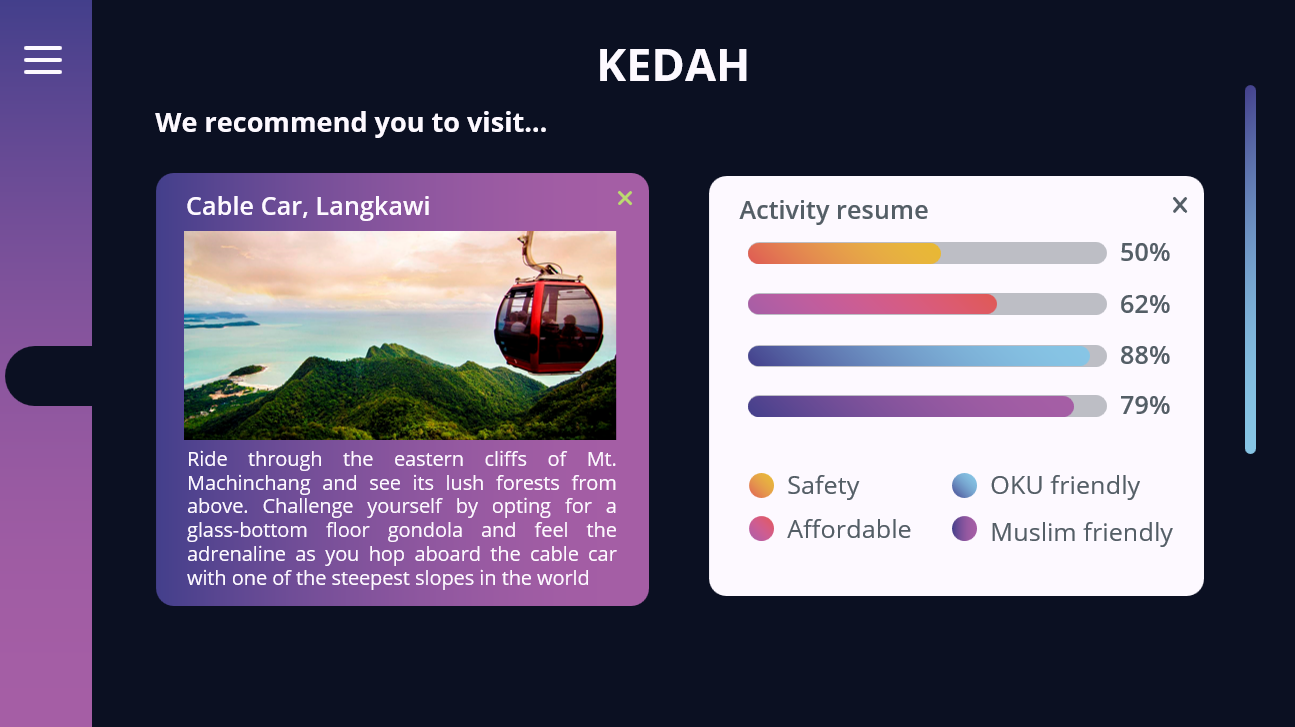 KEDAH
We recommend you to visit...
Cable Car, Langkawi
Ride through the eastern cliffs of Mt.
Machinchang and see its lush forests from
above. Challenge yourself by opting for a
glass-bottom floor gondola and feel the
adrenaline as you hop aboard the cable car
with one of the steepest slopes in the world
Activity resume
50%
62%
88%
79%
Safety
OKU friendly
Affordable
Muslim friendly